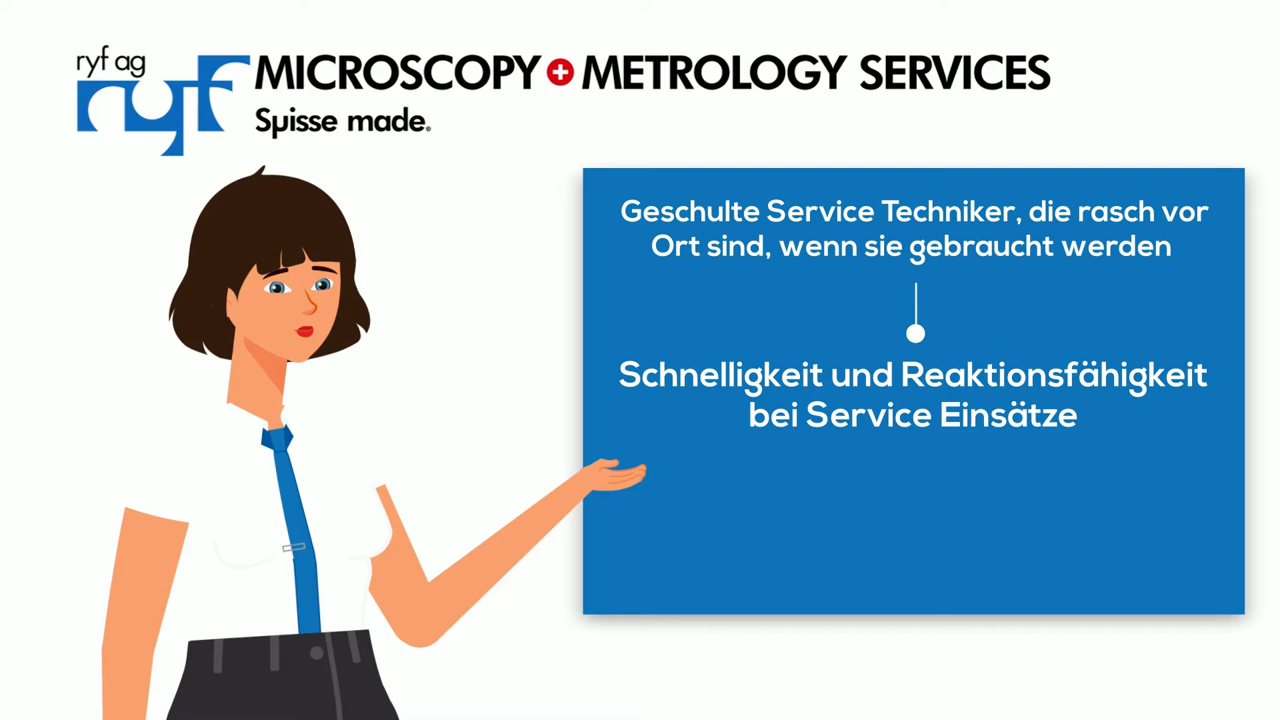 ryf ag
ryf
MICROSCOPY+METROLOGY SERVICES
Sµisse made.®
Geschulte Service Techniker, die rasch vor
Ort sind, wenn sie gebraucht werden
Schnelligkeit und Reaktionsfähigkeit
bei Service Einsätze